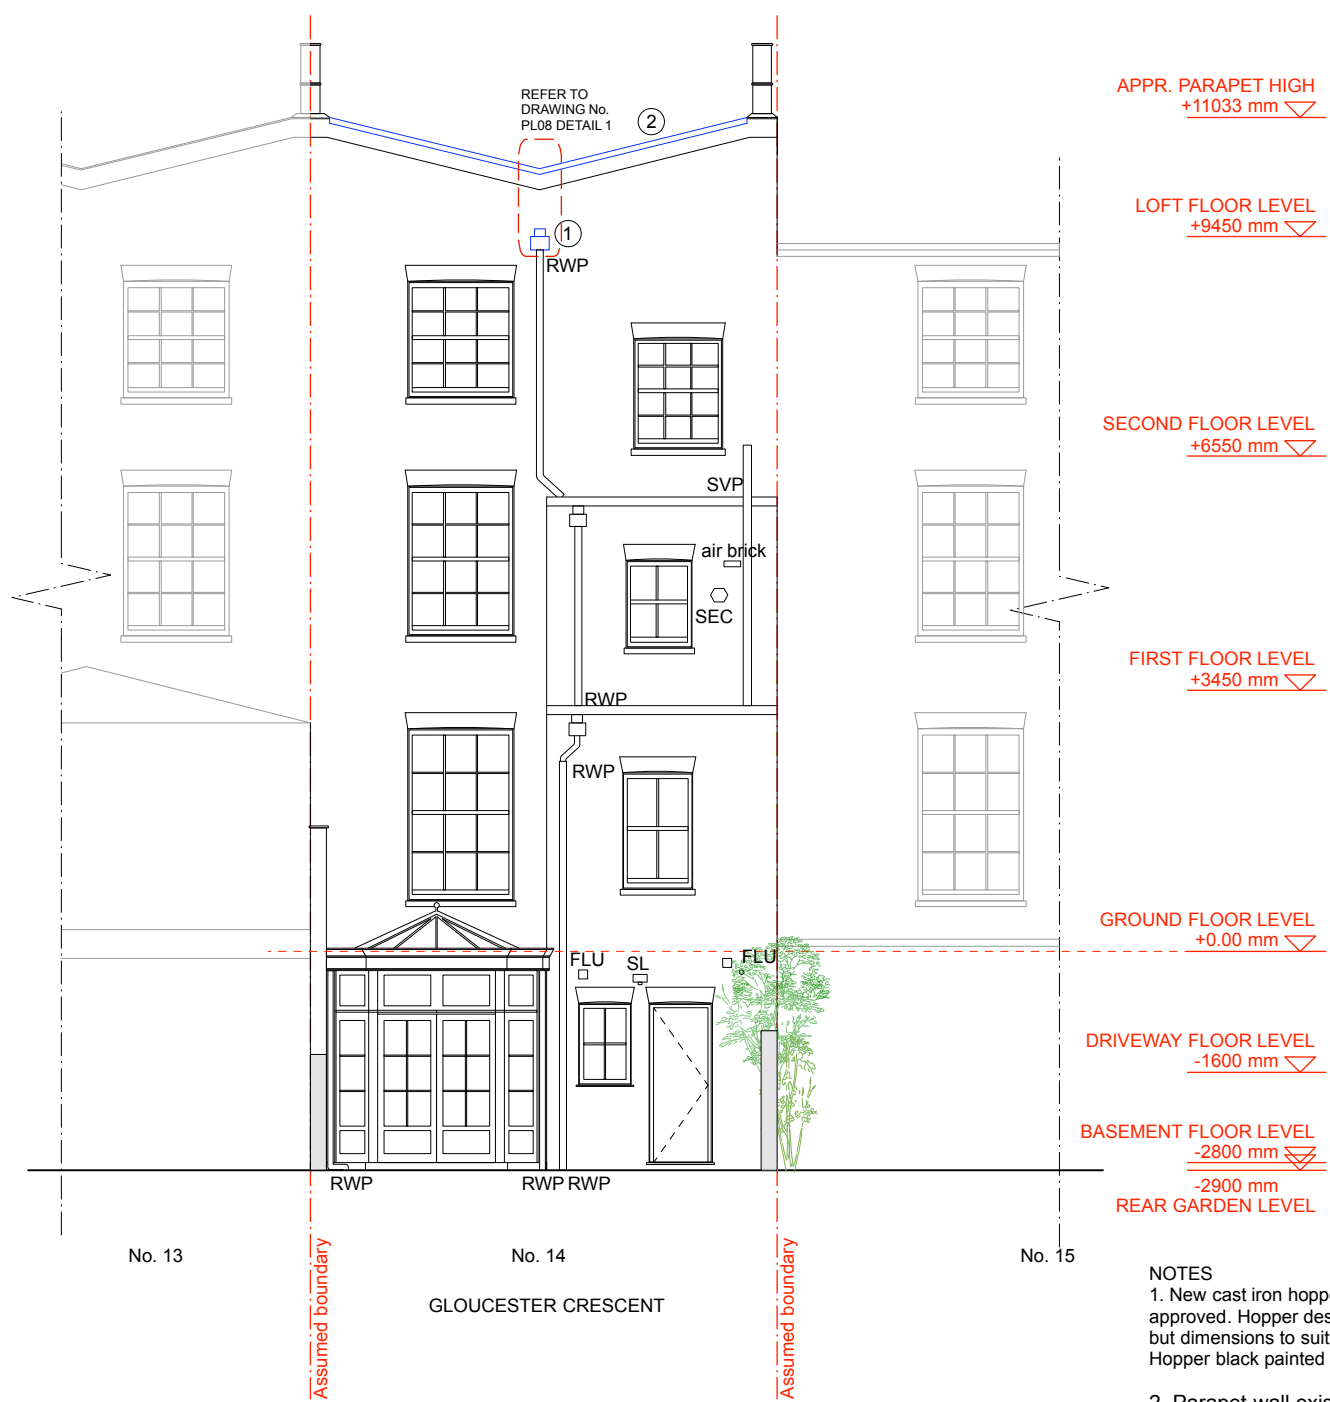 REFER TO
DRAWING No.
PL08 DETAIL 1
2
1
RWP
APPR. PARAPET HIGH
+11033 mm
LOFT FLOOR LEVEL
+9450 mm
SECOND FLOOR LEVEL
+6550 mm
SVP
air brick
SEC
FIRST FLOOR LEVEL
+3450 mm
RWP
RWP
GROUND FLOOR LEVEL
+0.00 mm
FLU
SL
FLU
DRIVEWAY FLOOR LEVEL
-1600 mm
BASEMENT FLOOR LEVEL
-2800 mm
-2900 mm
REAR GARDEN LEVEL
RWP
RWP RWP
No. 13
No. 14
No. 15
Assumed boundary
Assumed boundary
GLOUCESTER CRESCENT
NOTES
1. New cast iron
approved. Hopper
but dimensions to suit
Hopper black painted
2. Parapet wall